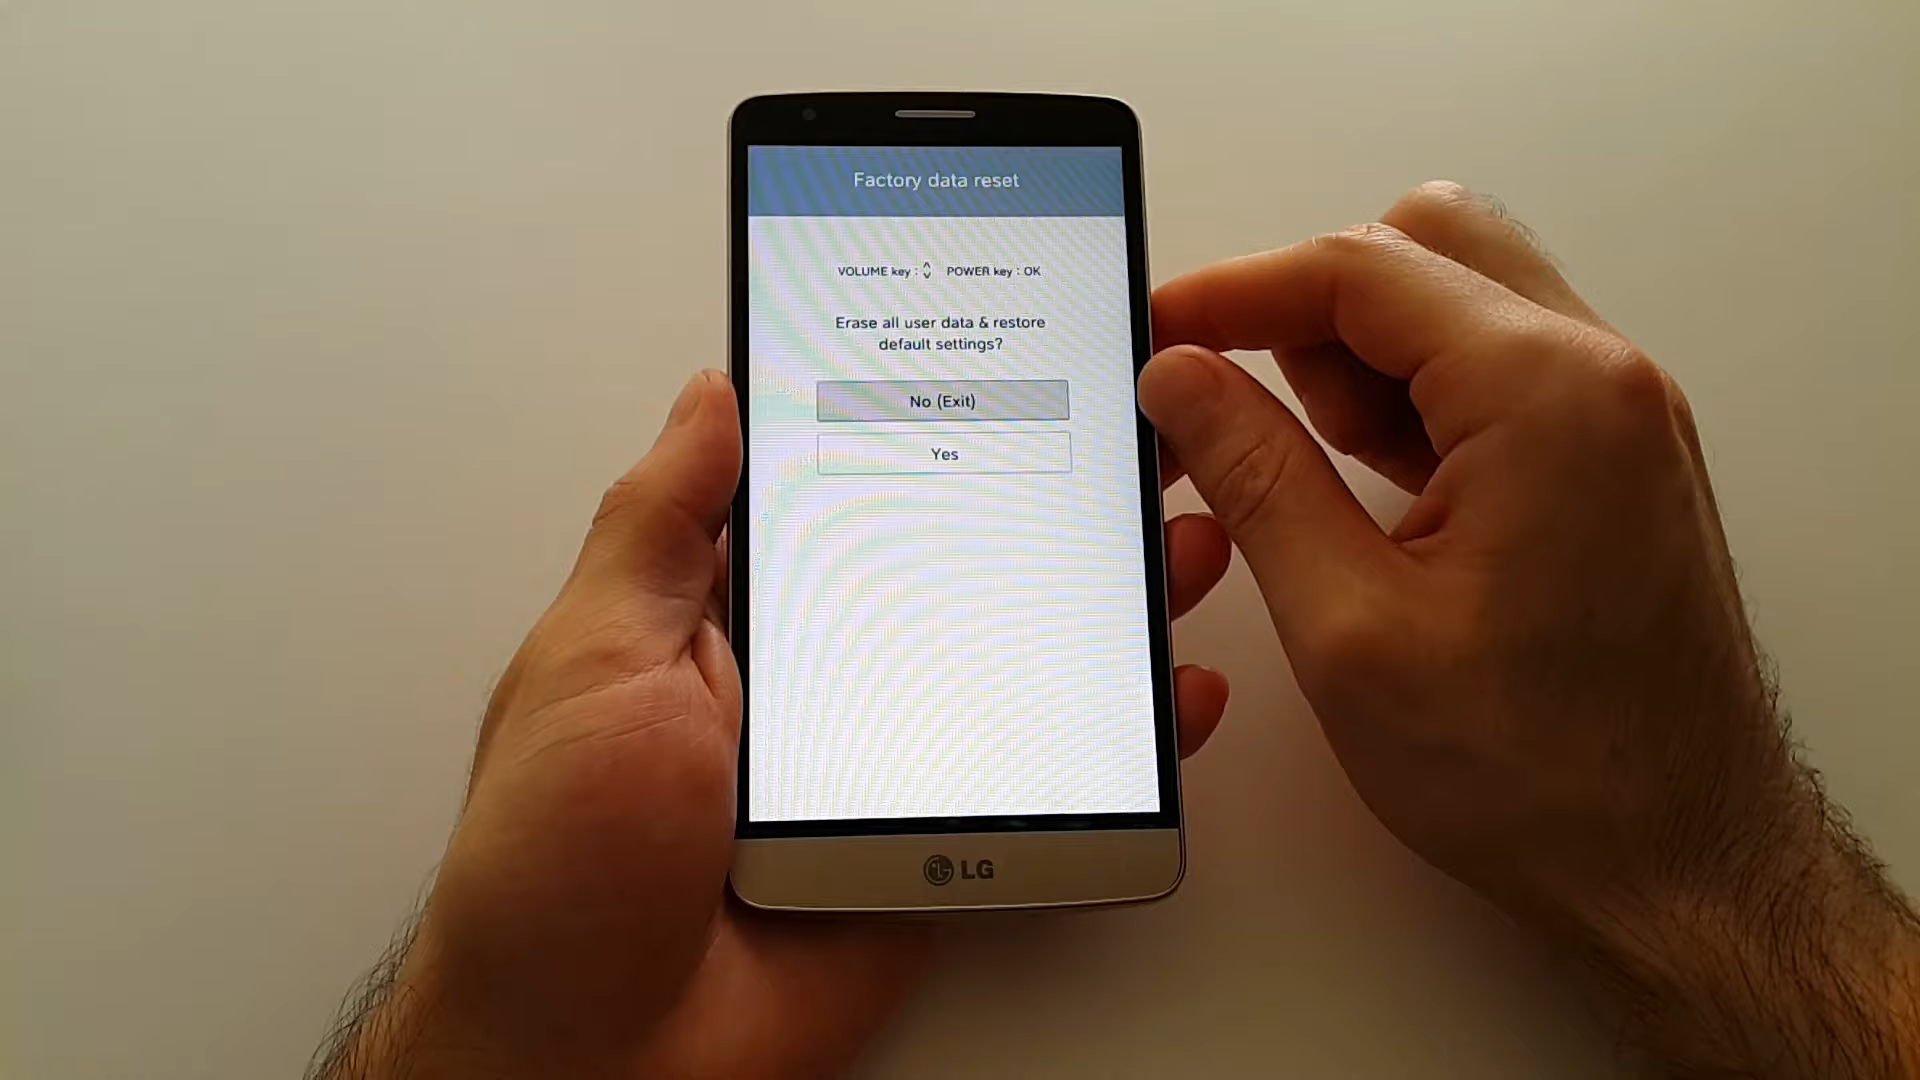 Factory data reset
VOLUME key : POWER key : OK
Erase all user data & restore
default settings?
No (Exit)
Yes
LG